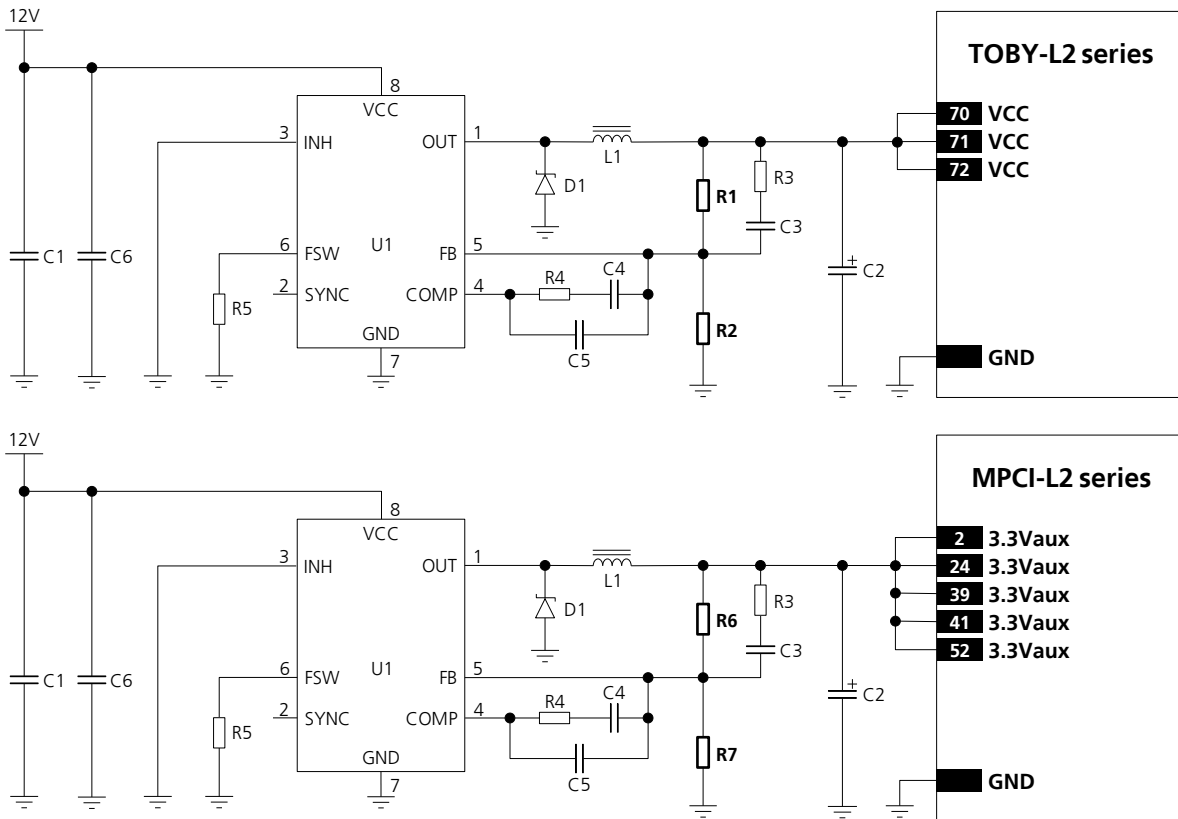 12V
TOBY-L2 series
8
VCC
70 VCC
3 INH
OUT 1
71 VCC
L1
72 VCC
D1
R1
R3
C3
C1
C6
6 FSW
U1
FB 5
C2
+
2 SYNC
COMP 4
R4
C4
R5
C5
R2
GND
7
GND
12V
MPCI-L2 series
8
VCC
2 3.3Vaux
3 INH
OUT 1
24 3.3Vaux
L1
39 3.3Vaux
D1
R6
R3
41 3.3Vaux
C3
52 3.3Vaux
C1
C6
6 FSW
U1
FB 5
C2
+
2 SYNC
COMP 4
R4
C4
R5
C5
R7
GND
7
GND